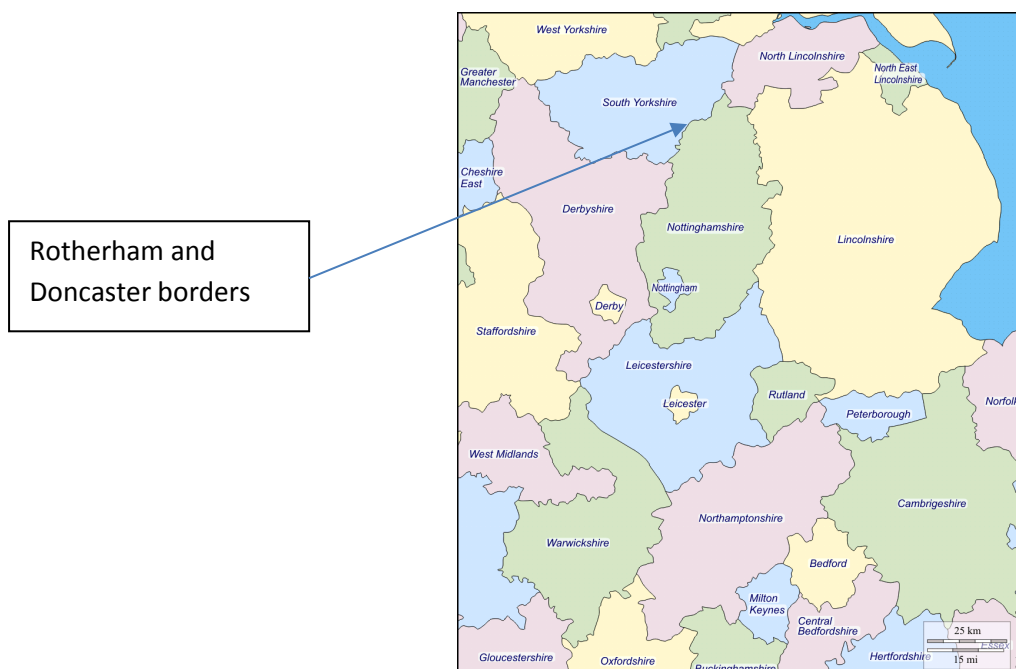 West Yorkshire
North Lincolnshire
Greater
Manchester
North East
Lincolnshire
South Yorkshire
Cheshire
East
Derbyshire
Nottinghamshire
Lincolnshire
Rotherham and
Doncaster borders
Nottingham
Derby
Staffordshire
Leicestershire
Rutland
Leicester
Peterborough
Norfolk
West Midlands
Cambrigeshire
Northamptonshire
Warwickshire
Bedford
Milton
Keynes
Central
Bedfordshire
25 km
Essex
15 mi
Gloucestershire
Oxfordshire
Buckinghamshire
Hertfordshire